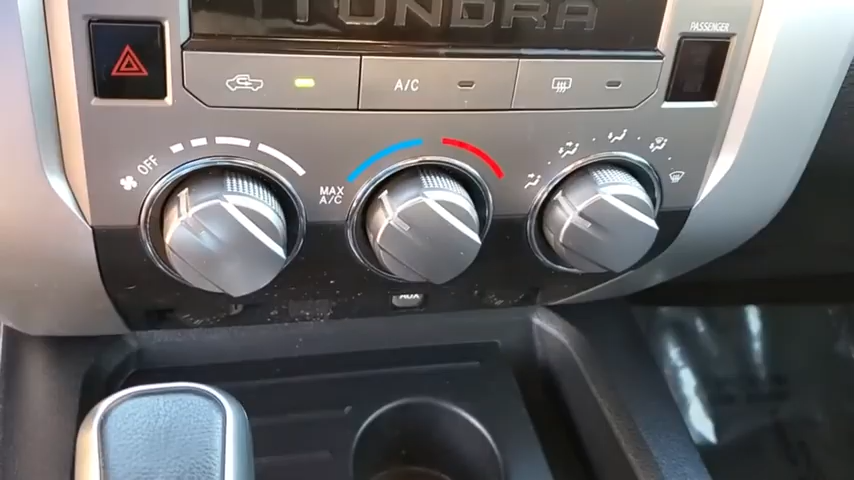 TUNDRA
PASSENGER
A/C
OFF
MAX
A/C
AUX